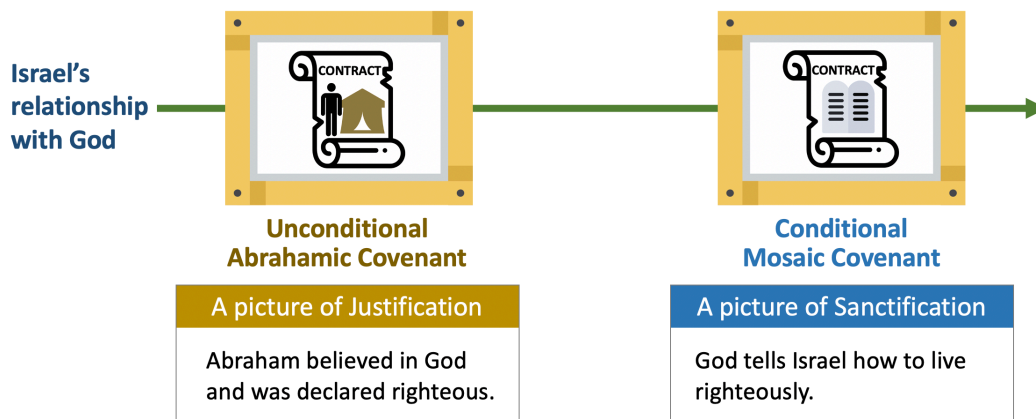 Israel's
relationship
with God
CONTRACT
Unconditional
Abrahamic Covenant
A picture of Justification
Abraham believed in God
and was declared righteous.
CONTRACT
Conditional
Mosaic Covenant
A picture of Sanctification
God tells Israel how to live
righteously.